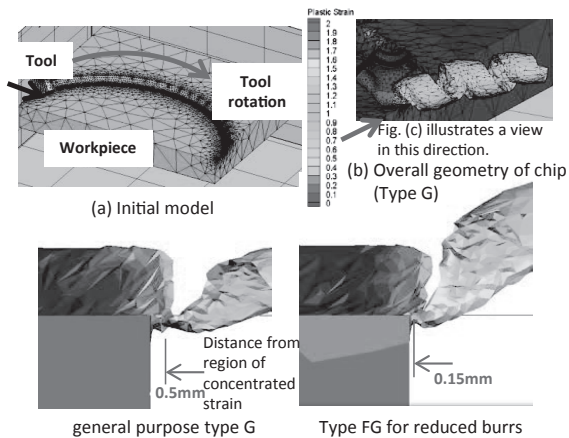 Plastic Strain
2
1.9
1.8
1.7
1.6
1.5
1.4
1.3
1.2
1.1
1
0.9
0.8
0.7
0.6
0.5
0.4
0.3
0.2
0.1
0
Tool
Tool
rotation
Workpiece
(a) Initial model
Fig. (c) illustrates a view
in this direction.
(b) Overall geometry of chip
(Type G)
Distance from
region of
concentrated
strain
0.5mm
0.15mm
general purpose type G
Type FG for reduced burrs